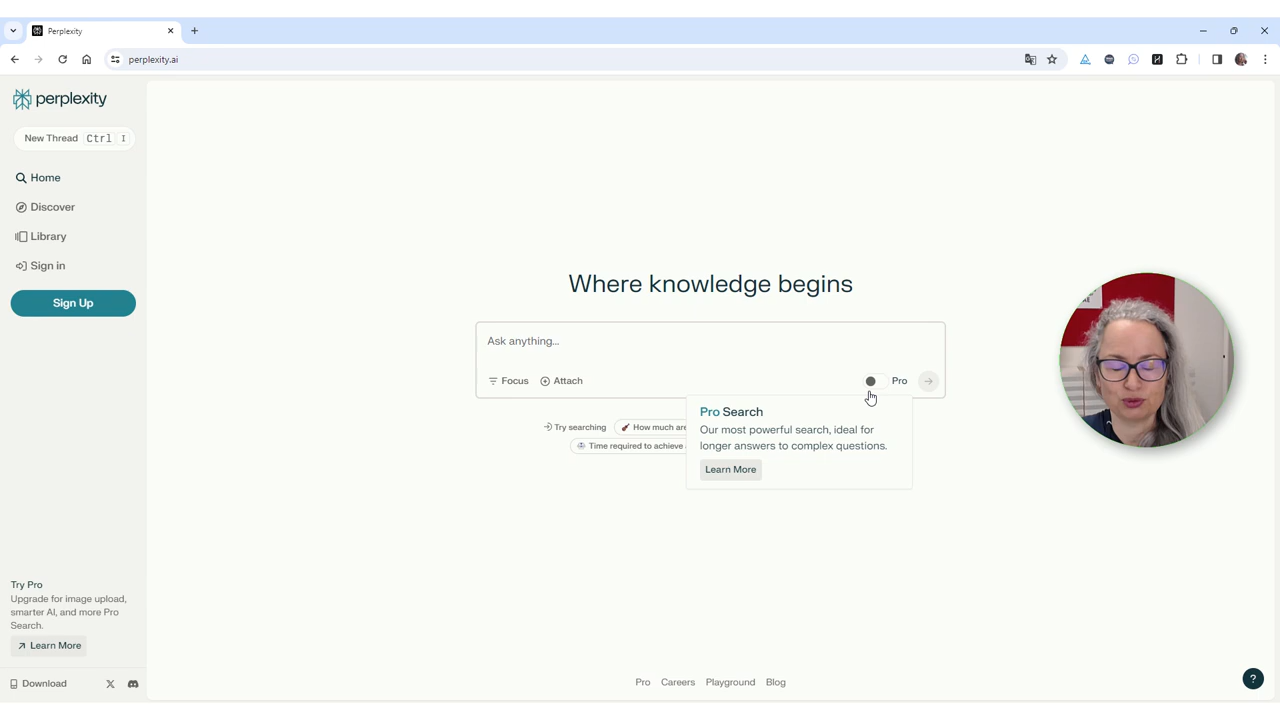 Perplexity
perplexity.ai
perplexity
New Thread Ctrl I
Home
Discover
Library
Sign in
Sign Up
Where knowledge begins
Ask anything...
Focus Attach Pro
Pro Search
Our most powerful search, ideal for
longer answers to complex questions.
Learn More
Try searching How much are
Time required to achieve
Try Pro
Upgrade for image upload,
smarter AI, and more Pro
Search.
Learn More
Download
Pro Careers Playground Blog
?